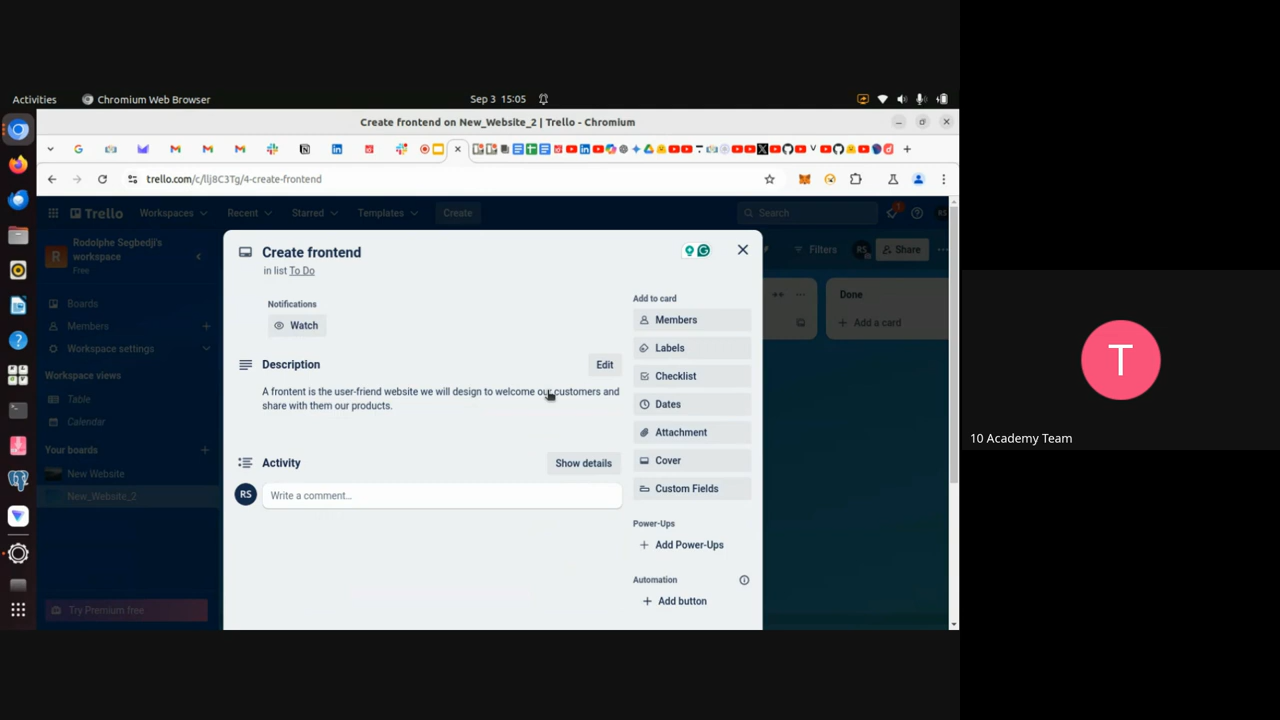 Activities
Chromium Web Browser
Sep 3 15:05
Create frontend on New_Website_2 | Trello - Chromium
trello.com/c/llj8C3Tg/4-create-frontend
Trello
Workspaces
Recent
Starred
Templates
Create
Search
RS
Rodolphe Segbedji's
workspace
Free
Filters
RS
Share
Boards
Members
Workspace settings
Workspace views
Table
Calendar
Your boards
New Website
New_Website_2
Try Premium free
Create frontend
in list To Do
Notifications
Watch
Description
Edit
A frontent is the user-friend website we will design to welcome our customers and
share with them our products.
Activity
Show details
RS
Write a comment…
Add to card
Members
Labels
Checklist
Dates
Attachment
Cover
Custom Fields
Power-Ups
Add Power-Ups
Automation
Add button
Done
Add a card
T
10 Academy Team